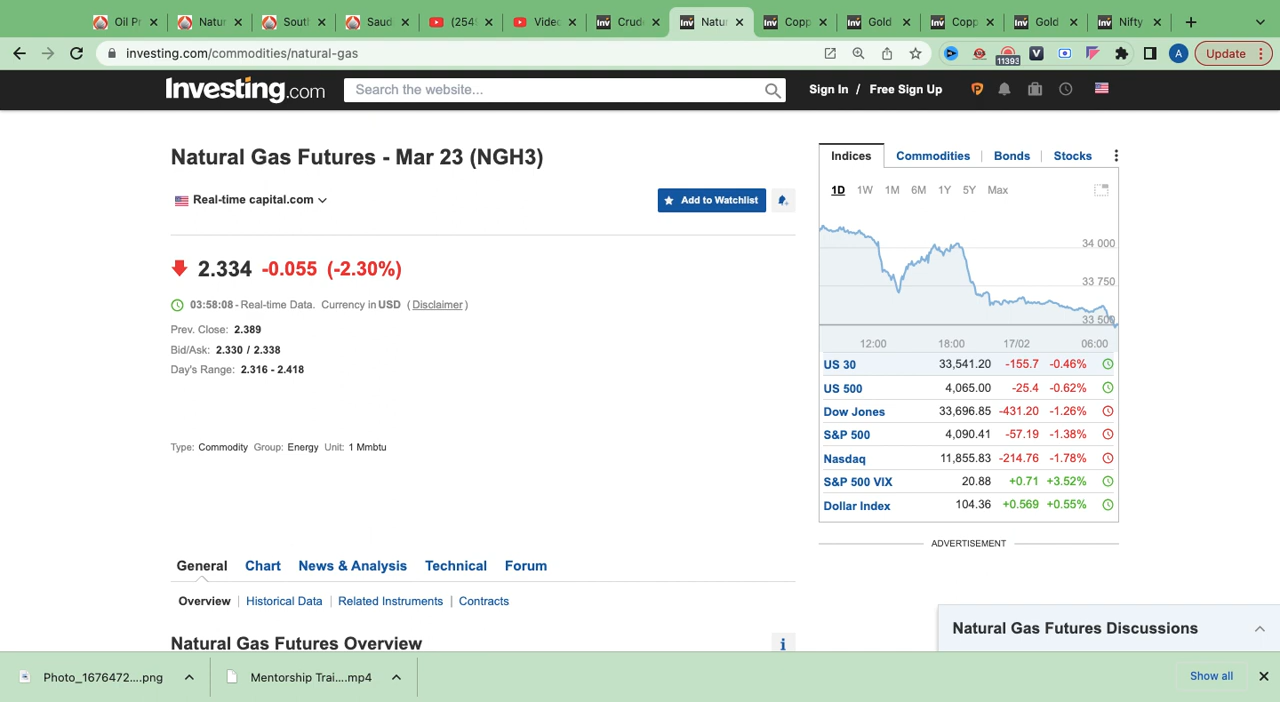 Oil Pr
Natur
South
Saud
(254
Video
Crude
Natur
Copp
Gold
Copp
Gold
Nifty
investing.com/commodities/natural-gas
11393
V
A
Update
Investing.com
Search the website...
Sign In / Free Sign Up
Natural Gas Futures - Mar 23 (NGH3)
Real-time capital.com
Add to Watchlist
2.334 -0.055 (-2.30%)
03:58:08 - Real-time Data. Currency in USD ( Disclaimer )
Prev. Close: 2.389
Bid/Ask: 2.330 / 2.338
Day's Range: 2.316 - 2.418
Type: Commodity Group: Energy Unit: 1 Mmbtu
General Chart News & Analysis Technical Forum
Overview | Historical Data | Related Instruments | Contracts
Natural Gas Futures Overview
Indices Commodities | Bonds | Stocks
1D 1W 1M 6M 1Y 5Y Max
34 000
33 750
33 500
12:00 18:00 17/02 06:00
US 30 33,541.20 -155.7 -0.46%
US 500 4,065.00 -25.4 -0.62%
Dow Jones 33,696.85 -431.20 -1.26%
S&P 500 4,090.41 -57.19 -1.38%
Nasdaq 11,855.83 -214.76 -1.78%
S&P 500 VIX 20.88 +0.71 +3.52%
Dollar Index 104.36 +0.569 +0.55%
ADVERTISEMENT
Natural Gas Futures Discussions
Photo_1676472....png
Mentorship Trai....mp4
Show all